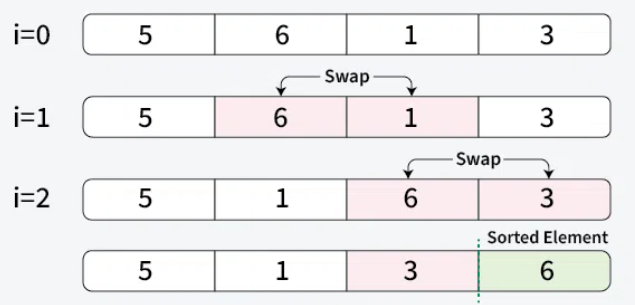 i=0 5 6 1 3
Swap
i=1 5 6 1 3
Swap
i=2 5 1 6 3
Sorted Element
5 1 3 6